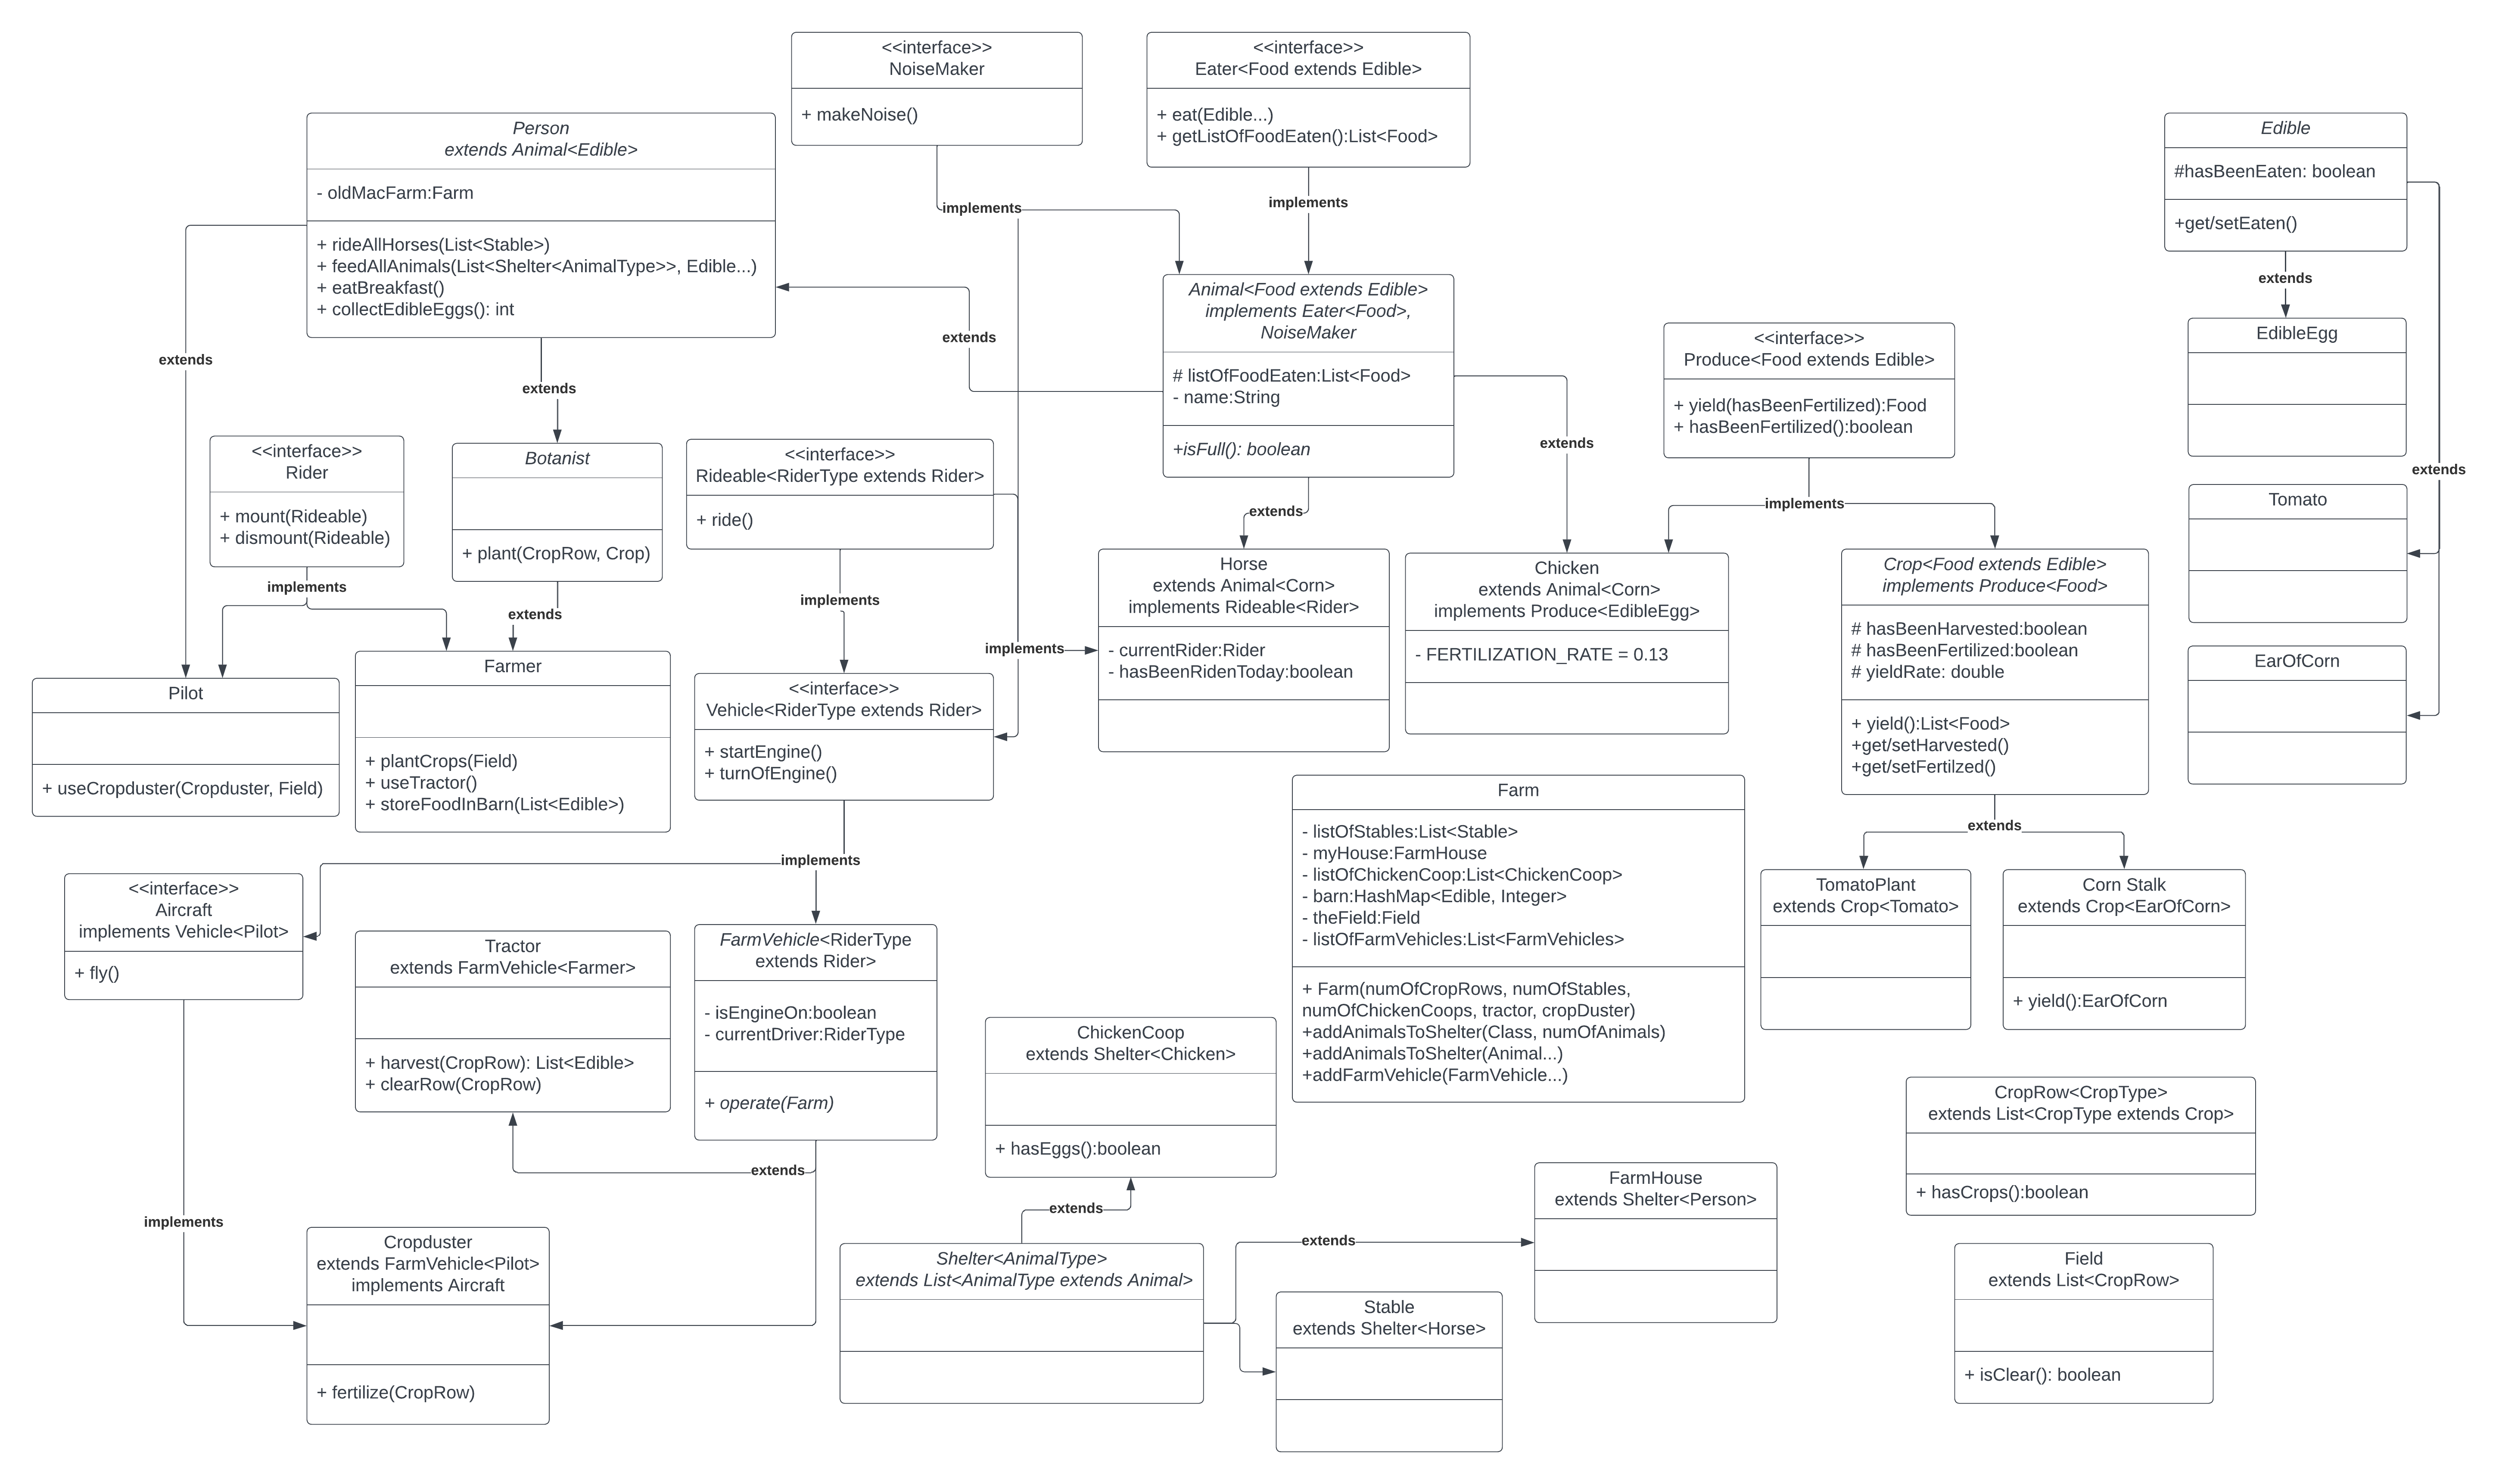 <<interface>>
NoiseMaker
+ makeNoise()
<<interface>>
Eater<Food extends Edible>
+ eat(Edible...)
+ getListOfFoodEaten():List<Food>
Person
extends Animal<Edible>
- oldMacFarm:Farm
+ rideAllHorses(List<Stable>)
+ feedAllAnimals(List<Shelter<AnimalType>>, Edible...)
+ eatBreakfast()
+ collectEdibleEggs(): int
Edible
#hasBeenEaten: boolean
+get/setEaten()
implements
implements
extends
extends
extends
extends
Animal<Food extends Edible>
implements Eater<Food>,
NoiseMaker
# listOfFoodEaten:List<Food>
- name:String
+isFull(): boolean
<<interface>>
Produce<Food extends Edible>
+ yield(hasBeenFertilized):Food
+ hasBeenFertilized():boolean
EdibleEgg
<<interface>>
Rider
+ mount(Rideable)
+ dismount(Rideable)
Botanist
+ plant(CropRow, Crop)
<<interface>>
Rideable<RiderType extends Rider>
+ ride()
extends
extends
extends
implements
Tomato
implements
extends
implements
implements
Horse
extends Animal<Corn>
implements Rideable<Rider>
- currentRider:Rider
- hasBeenRidenToday:boolean
Chicken
extends Animal<Corn>
implements Produce<EdibleEgg>
- FERTILIZATION_RATE = 0.13
Crop<Food extends Edible>
implements Produce<Food>
# hasBeenHarvested:boolean
# hasBeenFertilized:boolean
# yieldRate: double
+ yield():List<Food>
+get/setHarvested()
+get/setFertilzed()
EarOfCorn
Pilot
+ useCropduster(Cropduster, Field)
Farmer
+ plantCrops(Field)
+ useTractor()
+ storeFoodInBarn(List<Edible>)
<<interface>>
Vehicle<RiderType extends Rider>
+ startEngine()
+ turnOfEngine()
Farm
- listOfStables:List<Stable>
- myHouse:FarmHouse
- listOfChickenCoop:List<ChickenCoop>
- barn:HashMap<Edible, Integer>
- theField:Field
- listOfFarmVehicles:List<FarmVehicles>
+ Farm(numOfCropRows, numOfStables,
numOfChickenCoops, tractor, cropDuster)
+addAnimalsToShelter(Class, numOfAnimals)
+addAnimalsToShelter(Animal...)
+addFarmVehicle(FarmVehicle...)
extends
implements
<<interface>>
Aircraft
implements Vehicle<Pilot>
+ fly()
Tractor
extends FarmVehicle<Farmer>
+ harvest(CropRow): List<Edible>
+ clearRow(CropRow)
FarmVehicle<RiderType
extends Rider>
- isEngineOn:boolean
- currentDriver:RiderType
+ operate(Farm)
TomatoPlant
extends Crop<Tomato>
Corn Stalk
extends Crop<EarOfCorn>
+ yield():EarOfCorn
ChickenCoop
extends Shelter<Chicken>
+ hasEggs():boolean
CropRow<CropType>
extends List<CropType extends Crop>
+ hasCrops():boolean
extends
extends
implements
extends
FarmHouse
extends Shelter<Person>
Cropduster
extends FarmVehicle<Pilot>
implements Aircraft
+ fertilize(CropRow)
Shelter<AnimalType>
extends List<AnimalType extends Animal>
Stable
extends Shelter<Horse>
Field
extends List<CropRow>
+ isClear(): boolean